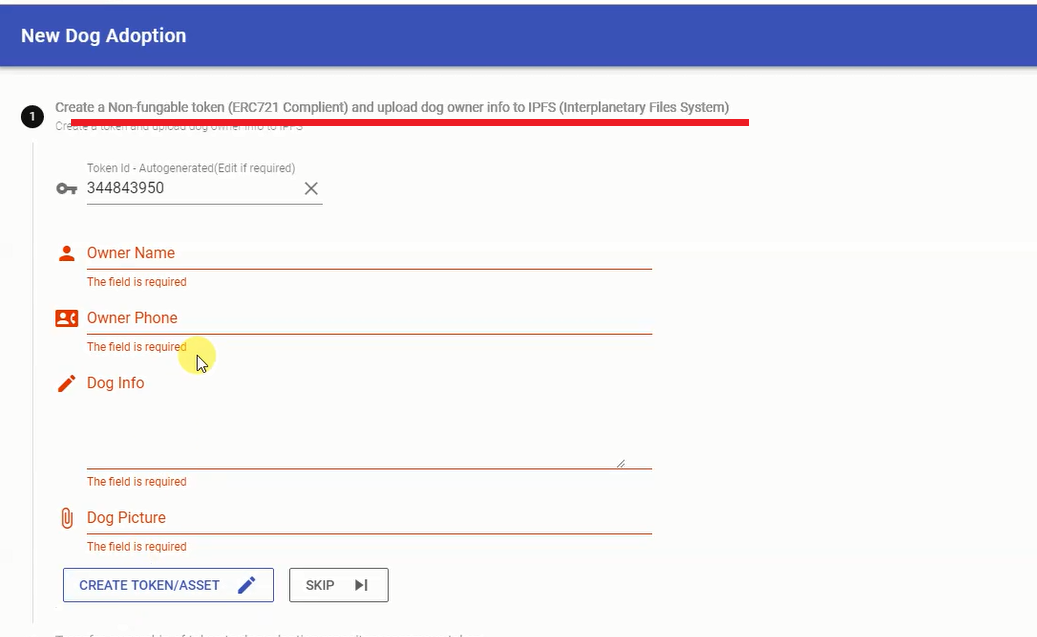 New Dog Adoption
1
Create a Non-fungable token (ERC721 Complient) and upload dog owner info to IPFS (Interplanetary Files System)
Create a token and upload dog owner info to IPFS
Token Id - Autogenerated(Edit if required)
344843950
Owner Name
The field is required
Owner Phone
The field is required
Dog Info
The field is required
Dog Picture
The field is required
CREATE TOKEN/ASSET
SKIP